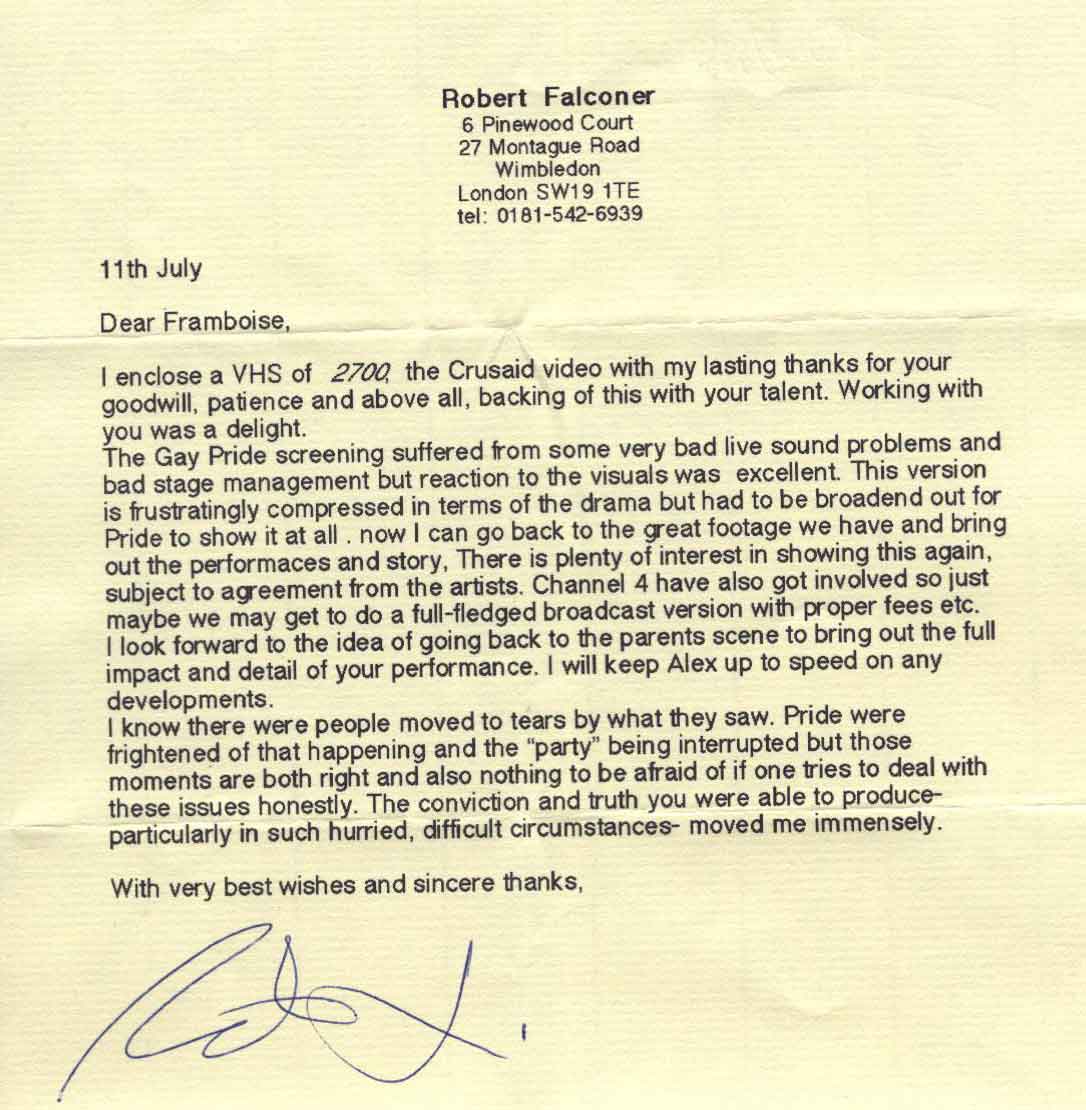 Robert Falconer
6 Pinewood Court
27 Montague Road
Wimbledon
London SW19 1TE
tel: 0181-542-6939
11th July
Dear Framboise,
I enclose a VHS of 2700, the Crusaid video with my lasting thanks for your
goodwill, patience and above all, backing of this with your talent. Working with
you was a delight.
The Gay Pride screening suffered from some very bad live sound problems and
bad stage management but reaction to the visuals was excellent. This version
is frustratingly compressed in terms of the drama but had to be broadend out for
Pride to show it at all . now I can go back to the great footage we have and bring
out the performaces and story, There is plenty of interest in showing this again,
subject to agreement from the artists. Channel 4 have also got involved so just
maybe we may get to do a full-fledged broadcast version with proper fees etc.
I look forward to the idea of going back to the parents scene to bring out the full
impact and detail of your performance. I will keep Alex up to speed on any
developments.
I know there were people moved to tears by what they saw. Pride were
frightened of that happening and the "party" being interrupted but those
moments are both right and also nothing to be afraid of if one tries to deal with
these issues honestly. The conviction and truth you were able to produce-
particularly in such hurried, difficult circumstances- moved me immensely.
With very best wishes and sincere thanks,